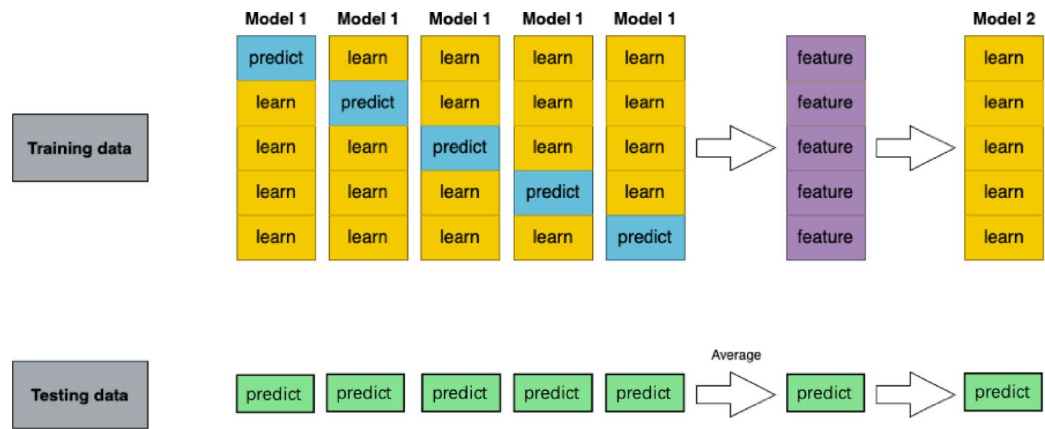 Model 1 Model 1 Model 1 Model 1 Model 1 Model 2
predict learn learn learn learn feature learn
learn predict learn learn learn feature learn
Training data learn learn predict learn learn feature learn
learn learn learn predict learn feature learn
learn learn learn learn predict feature learn
Average
Testing data predict predict predict predict predict predict predict